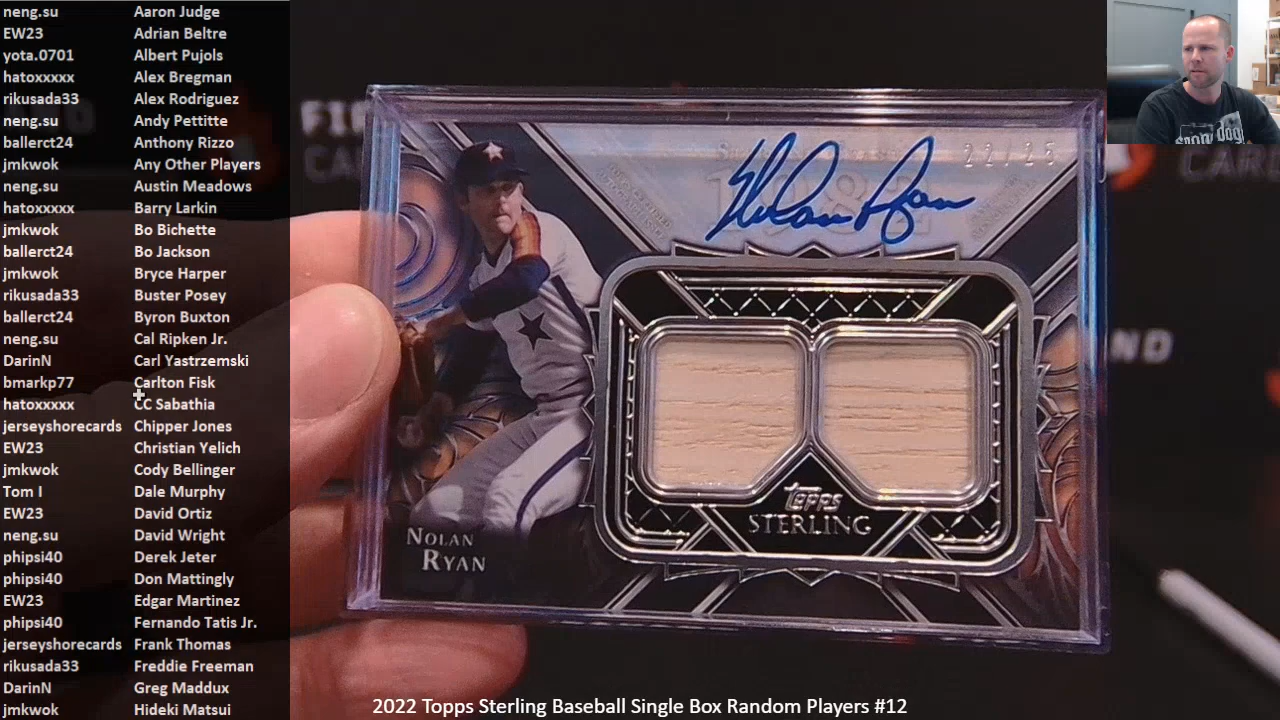 neng.su Aaron Judge
EW23 Adrian Beltre
yota.0701 Albert Pujols
hatoxxxxx Alex Bregman
rikusada33 Alex Rodriguez
neng.su Andy Pettitte
ballerct24 Anthony Rizzo
jmkwok Any Other Players
neng.su Austin Meadows
hatoxxxxx Barry Larkin
jmkwok Bo Bichette
ballerct24 Bo Jackson
jmkwok Bryce Harper
rikusada33 Buster Posey
ballerct24 Byron Buxton
neng.su Cal Ripken Jr.
DarinN Carl Yastrzemski
bmarkp77 Carlton Fisk
hatoxxxxx CC Sabathia
jerseyshorecards Chipper Jones
EW23 Christian Yelich
jmkwok Cody Bellinger
Tom I Dale Murphy
EW23 David Ortiz
neng.su David Wright
phipsi40 Derek Jeter
phipsi40 Don Mattingly
EW23 Edgar Martinez
phipsi40 Fernando Tatis Jr.
jerseyshorecards Frank Thomas
rikusada33 Freddie Freeman
DarinN Greg Maddux
jmkwok Hideki Matsui
22/25
Nolan Ryan
Topps
STERLING
NOLAN
RYAN
2022 Topps Sterling Baseball Single Box Random Players #12